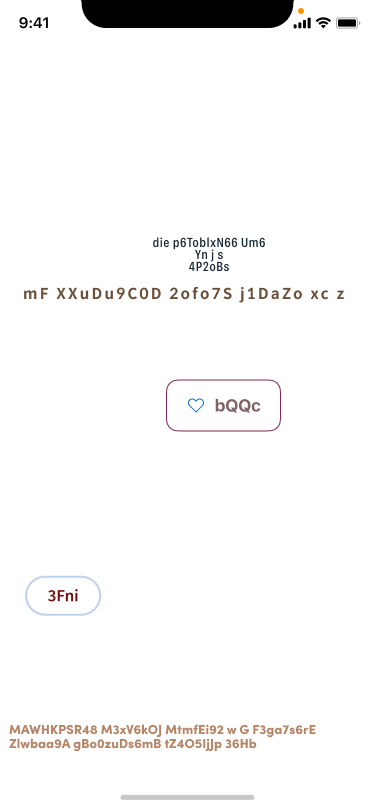 9:41
die p6TobIxN66 Um6
Yn j s
4P2oBs
mF XXuDu9C0D 2ofo7S j1DaZo xc z
bQQc
3Fni
MAWHKPSR48 M3xV6kOJ MtmfEi92 w G F3ga7s6rE
Zlwbaa9A gBo0zuDs6mB tZ4O5ljJp 36Hb